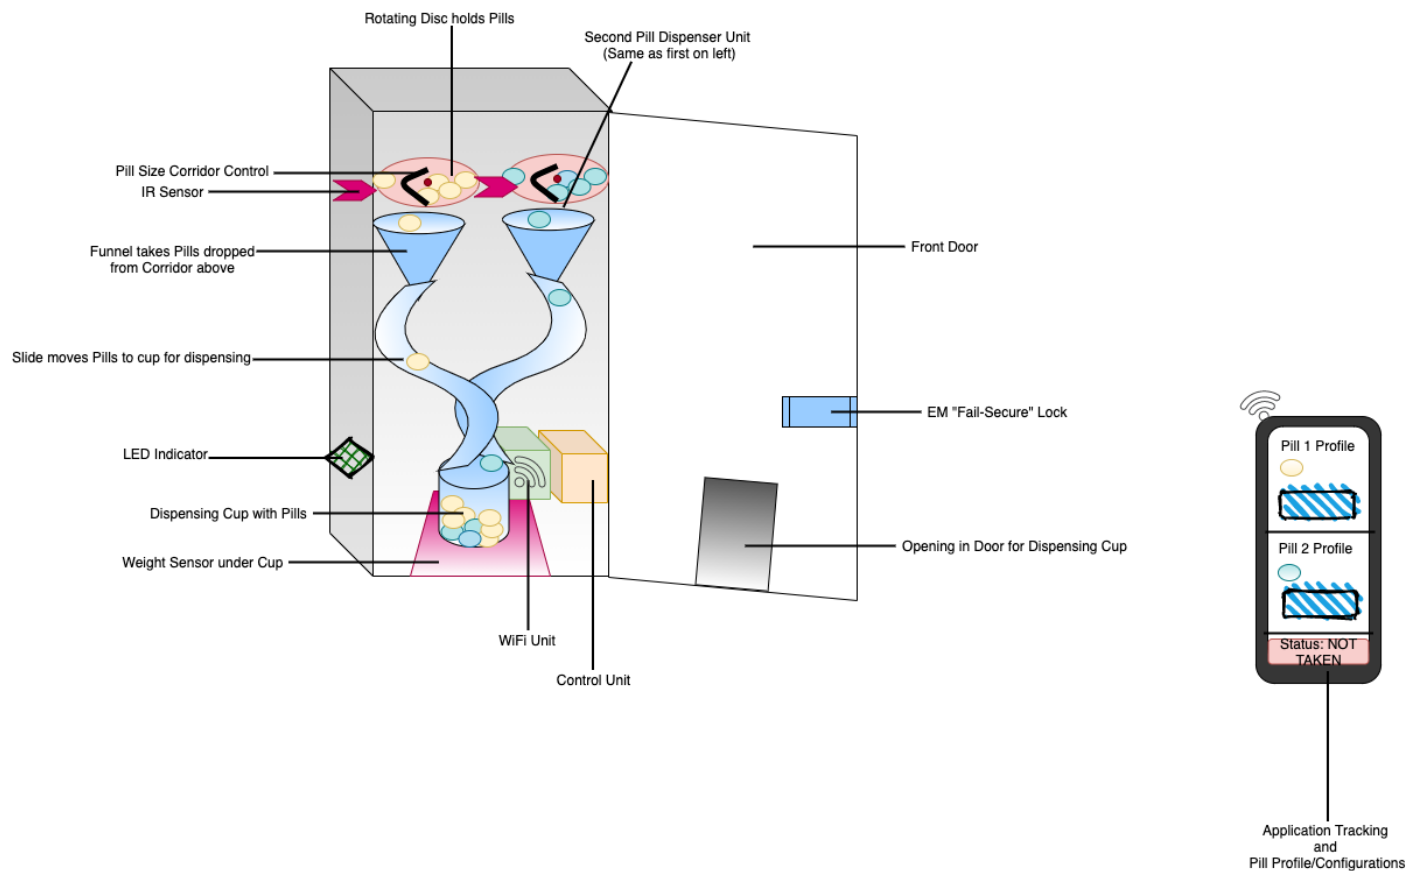 Rotating Disc holds Pills
Second Pill Dispenser Unit
(Same as first on left)
Pill Size Corridor Control
IR Sensor
Funnel takes Pills dropped
from Corridor above
Front Door
Slide moves Pills to cup for dispensing
EM "Fail-Secure" Lock
LED Indicator
Dispensing Cup with Pills
Weight Sensor under Cup
Opening in Door for Dispensing Cup
WiFi Unit
Control Unit
Pill 1 Profile
Pill 2 Profile
Status: NOT
TAKEN
Application Tracking
and
Pill Profile/Configurations